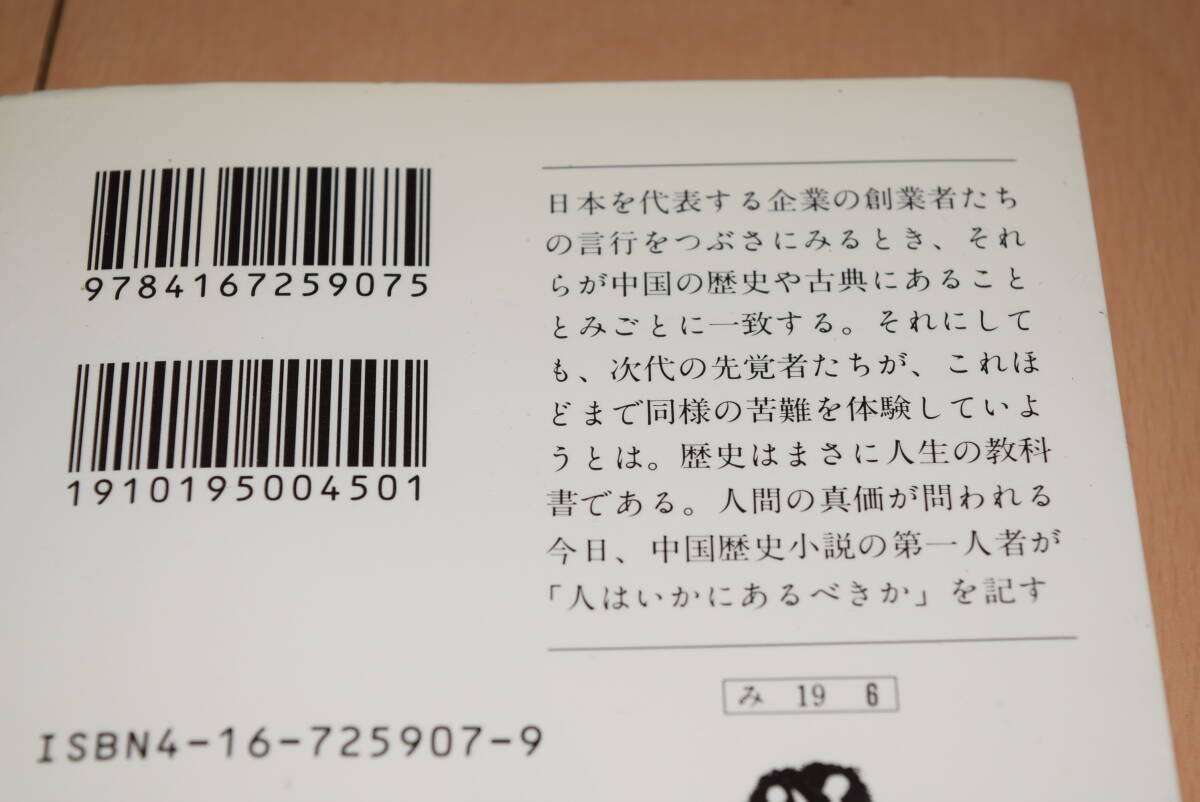 9784167259075
1910195004501
ISBN4-16-725907-9
日本を代表する企業の創業者たち
の言行をつぶさにみるとき、それ
らが中国の歴史や古典にあること
とみごとに一致する。それにして
も、次代の先覚者たちが、これほ
どまで同様の苦難を体験していよ
うとは。歴史はまさに人生の教科
書である。人間の真価が問われる
今日、中国歴史小説の第一人者が
「人はいかにあるべきか」を記す
み 19 6